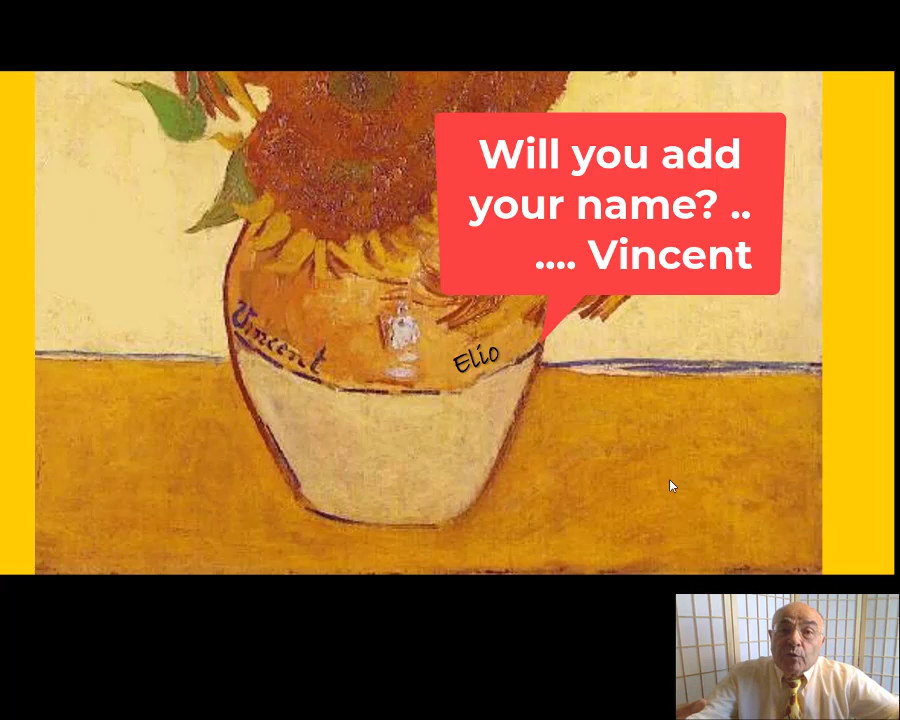 Will you add
your name? ..
.... Vincent
Vincent
Elio